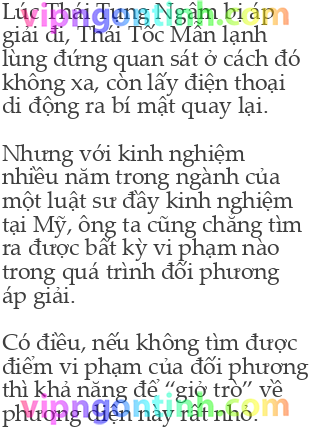 Lúc Thái Tung Ngâm bị áp
giải đi, Thái Tốc Mẫn lạnh
lùng đứng quan sát ở cách đó
không xa, còn lấy điện thoại
di động ra bí mật quay lại.
Nhưng với kinh nghiệm
nhiều năm trong ngành của
một luật sư đầy kinh nghiệm
tại Mỹ, ông ta cũng chẳng tìm
ra được bất kỳ vi phạm nào
trong quá trình đối phương
áp giải.
Có điều, nếu không tìm được
điểm vi phạm của đối phương
thì khả năng để “giở trò” về
phương diện này rất nhỏ.
vipngontinh.com
vipngontinh.com